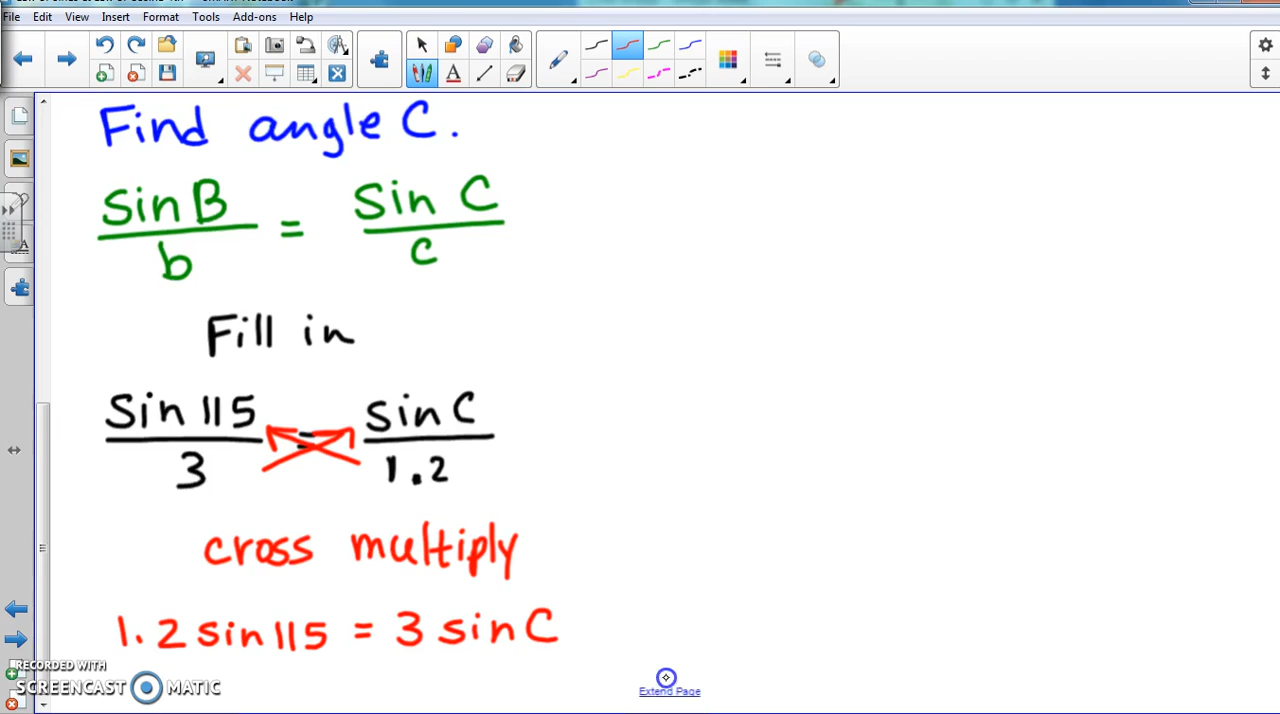 File Edit View Insert Format Tools Add-ons Help
Find angle C.
sin B / b = sin C / c
Fill in
sin 115 / 3 = sin C / 1.2
cross multiply
1.2 sin 115 = 3 sin C
RECORDED WITH
SCREENCAST MATIC
Extend Page